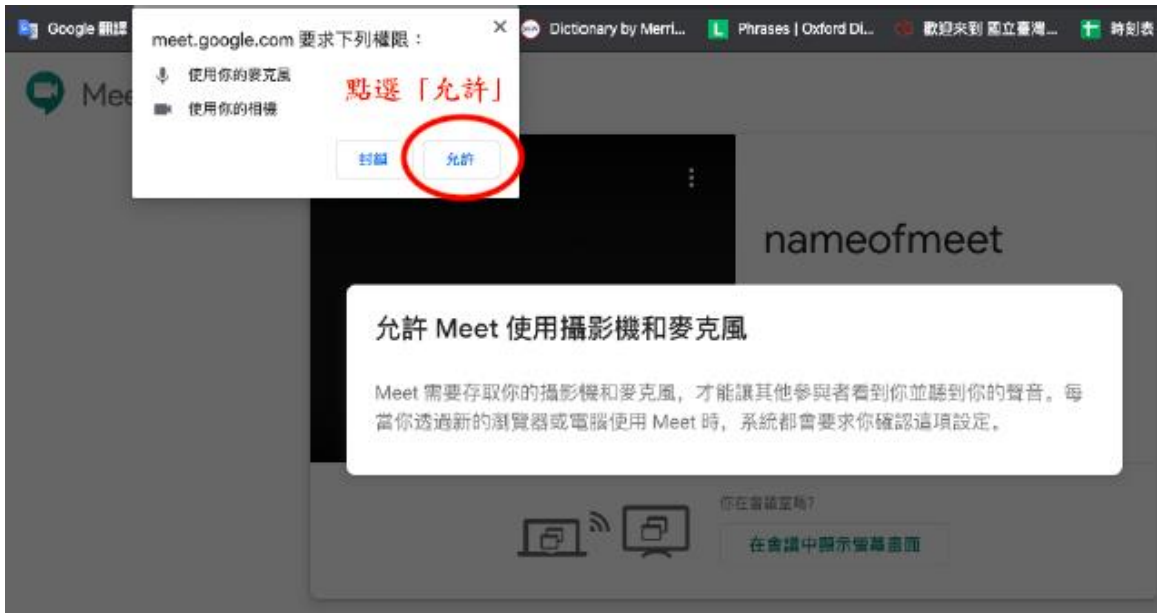 Google 翻譯
Dictionary by Merri...
Phrases | Oxford Di...
歡迎來到 國立臺灣...
時刻表
Mee
meet.google.com 要求下列權限：
使用你的麥克風
使用你的相機
點選「允許」
封鎖
允許
nameofmeet
允許 Meet 使用攝影機和麥克風
Meet 需要存取你的攝影機和麥克風，才能讓其他參與者看到你並聽到你的聲音。每
當你透過新的瀏覽器或電腦使用 Meet 時，系統都會要求你確認這項設定。
你在會議室嗎?
在會議中顯示螢幕畫面